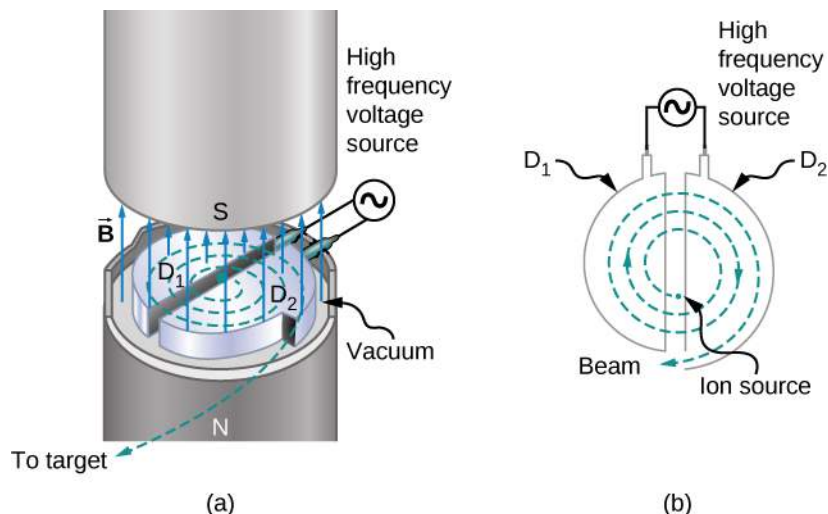 High
frequency
voltage
source
S
B
D1
D2
Vacuum
N
To target
(a)
High
frequency
voltage
source
D1
D2
Beam
Ion source
(b)